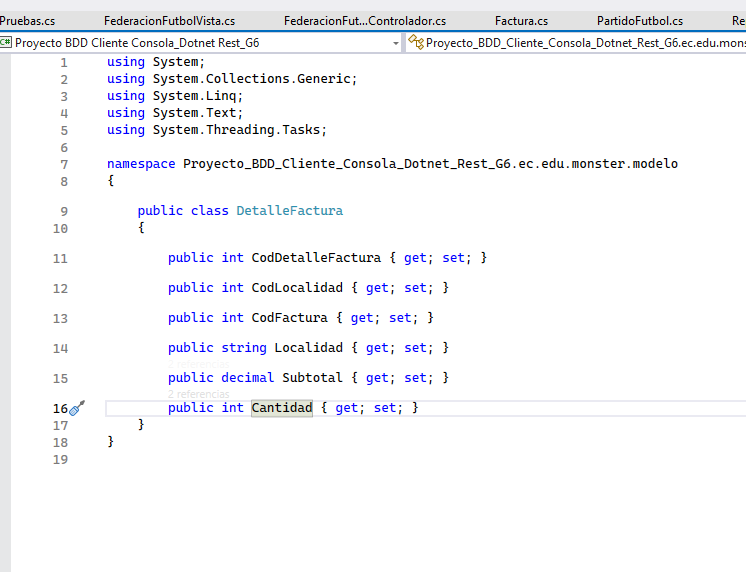 Pruebas.cs FederacionFutbolVista.cs FederacionFut...Controlador.cs Factura.cs PartidoFutbol.cs Re
C# Proyecto BDD Cliente Consola_Dotnet Rest_G6 Proyecto_BDD_Cliente_Consola_Dotnet_Rest_G6.ec.edu.mons
1 using System;
2 using System.Collections.Generic;
3 using System.Linq;
4 using System.Text;
5 using System.Threading.Tasks;
6
7 namespace Proyecto_BDD_Cliente_Consola_Dotnet_Rest_G6.ec.edu.monster.modelo
8 {
9 public class DetalleFactura
10 {
11 public int CodDetalleFactura { get; set; }
12 public int CodLocalidad { get; set; }
13 public int CodFactura { get; set; }
14 public string Localidad { get; set; }
15 public decimal Subtotal { get; set; }
2 referencias
16 public int Cantidad { get; set; }
17 }
18 }
19